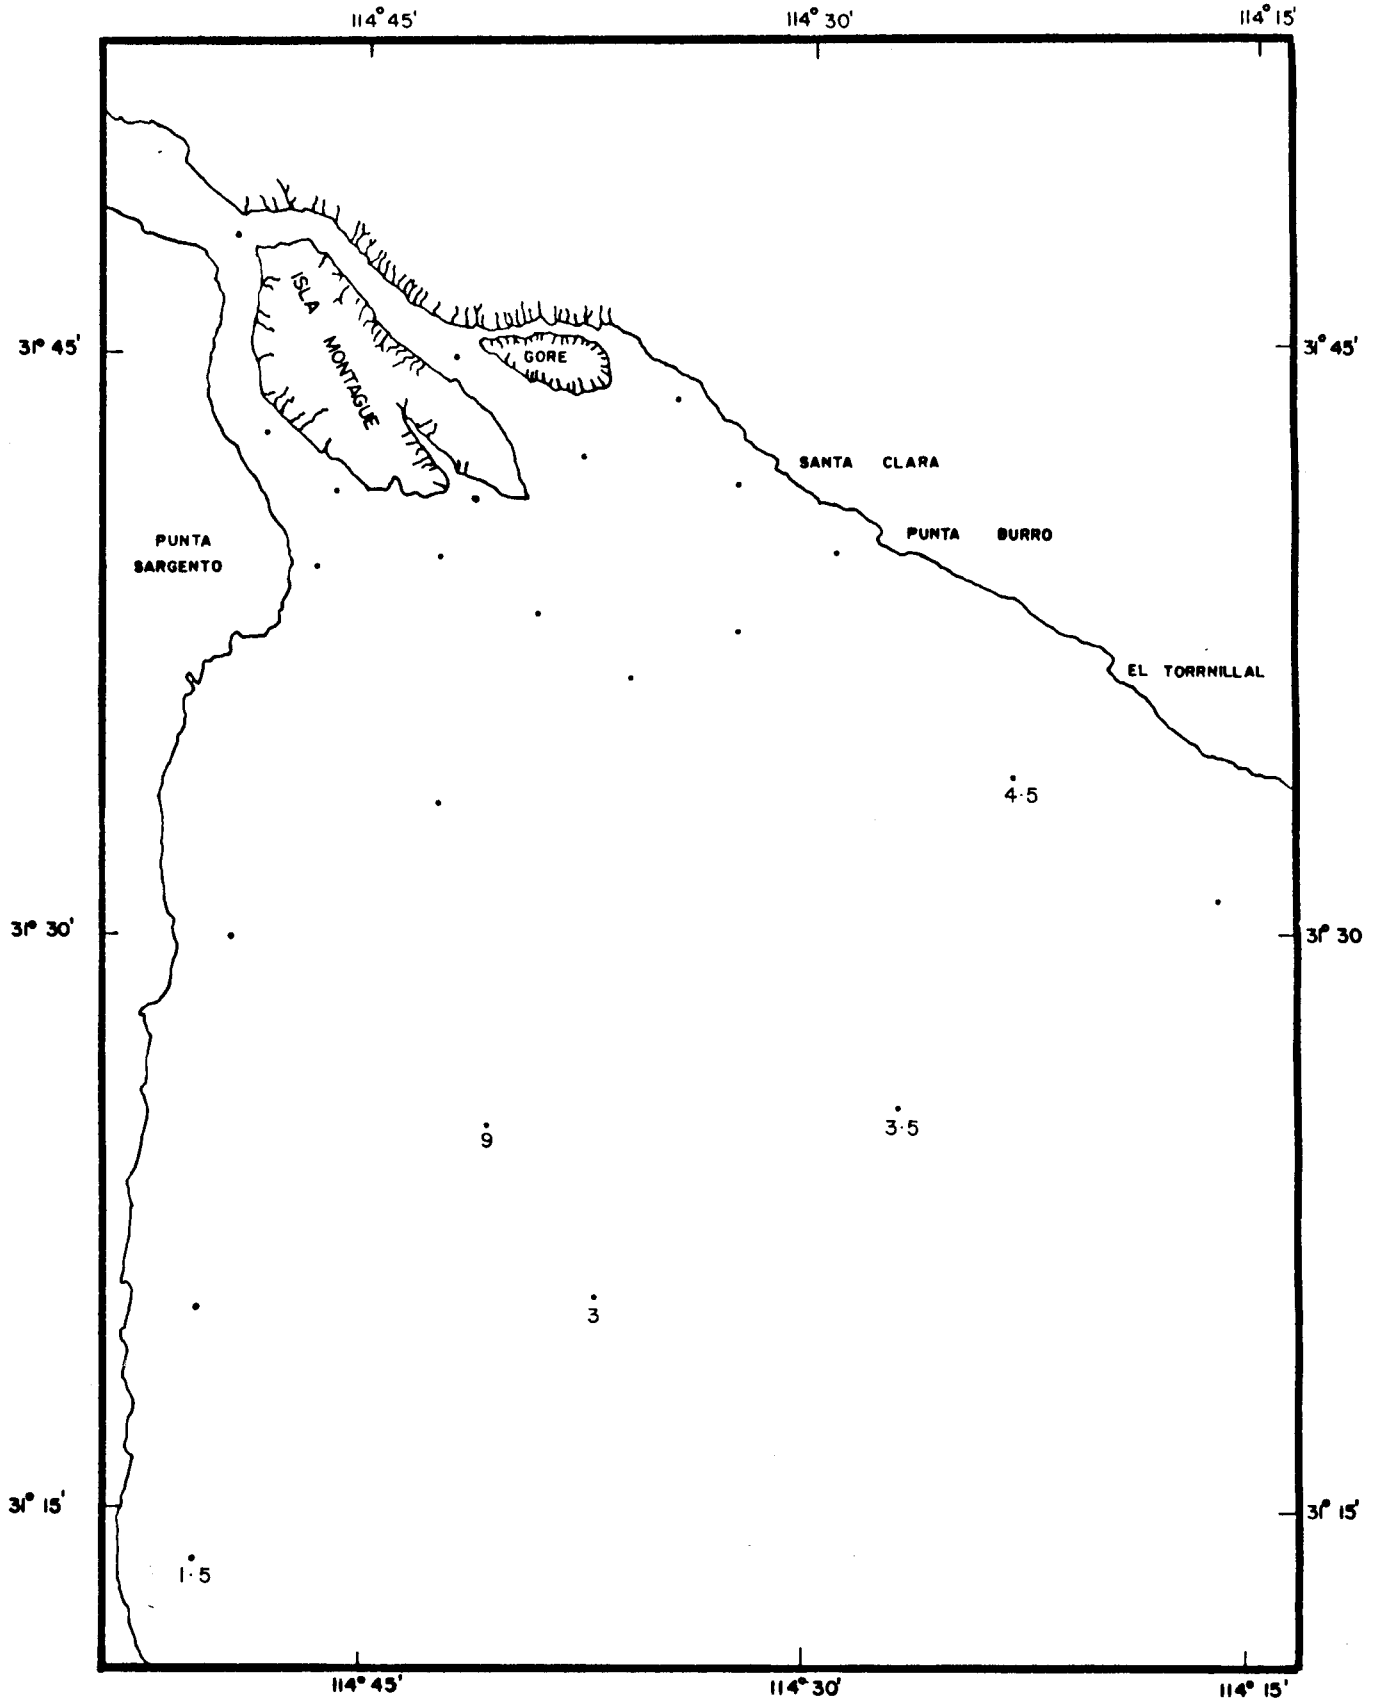 114° 45'
114° 30'
114° 15'
ISLA
MONTAGUE
GORE
31° 45'
31° 45'
SANTA CLARA
PUNTA BURRO
PUNTA
SARGENTO
EL TORRNILLAL
4·5
31° 30'
31° 30
9
3·5
3
31° 15'
31° 15'
1·5
114° 45'
114° 30'
114° 15'